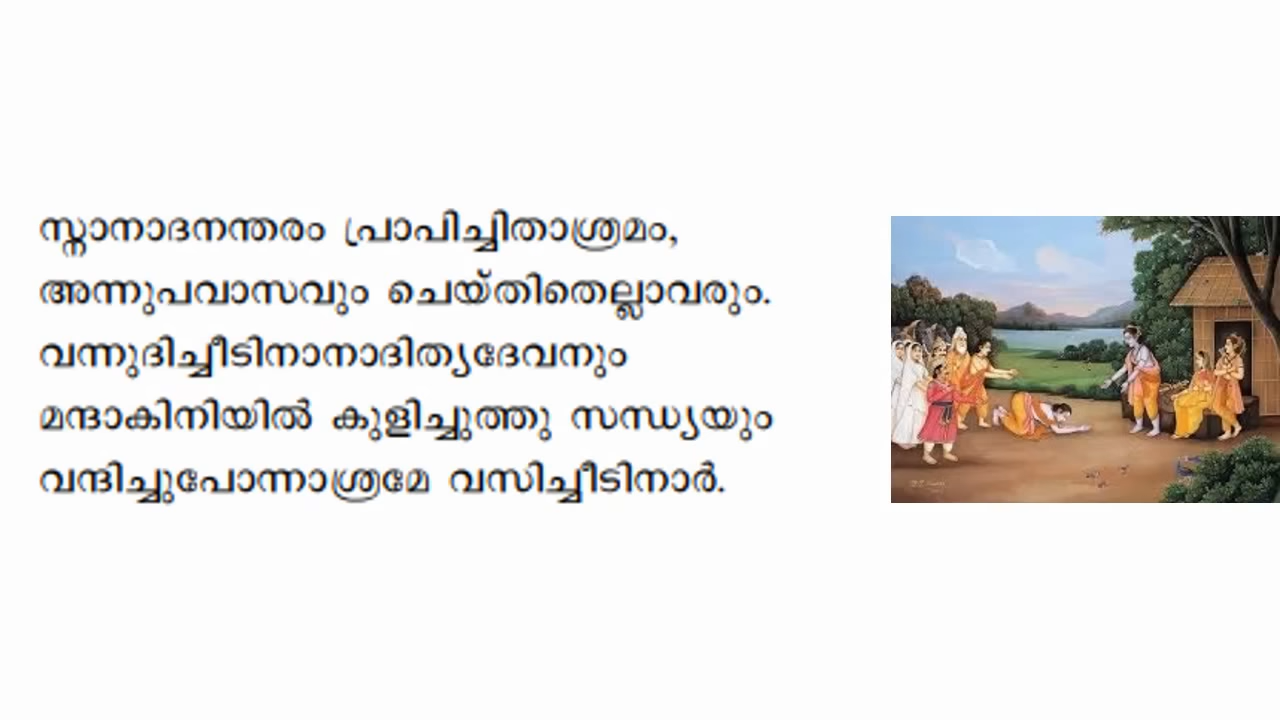 സ്നാനാദനന്തരം പ്രാപിച്ചിതാശ്രമം,
അന്നുപവാസവും ചെയ്തിതെല്ലാവരും.
വന്നുദിച്ചീടിനാനാദിത്യദേവനും
മന്ദാകിനിയിൽ കുളിച്ചുത്തു സന്ധ്യയും
വന്ദിച്ചുപോന്നാശ്രമേ വസിച്ചീടിനാർ.